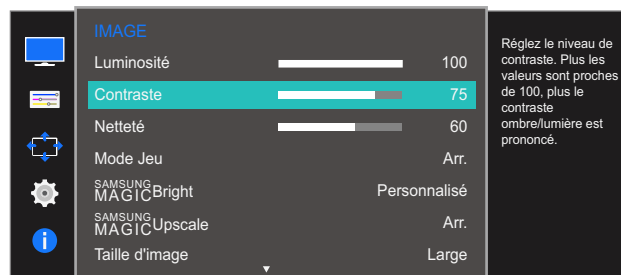 IMAGE
Luminosité 100
Contraste 75
Netteté 60
Mode Jeu Arr.
SAMSUNG MAGICBright Personnalisé
SAMSUNG MAGICUpscale Arr.
Taille d'image Large
Réglez le niveau de
contraste. Plus les
valeurs sont proches
de 100, plus le
contraste
ombre/lumière est
prononcé.